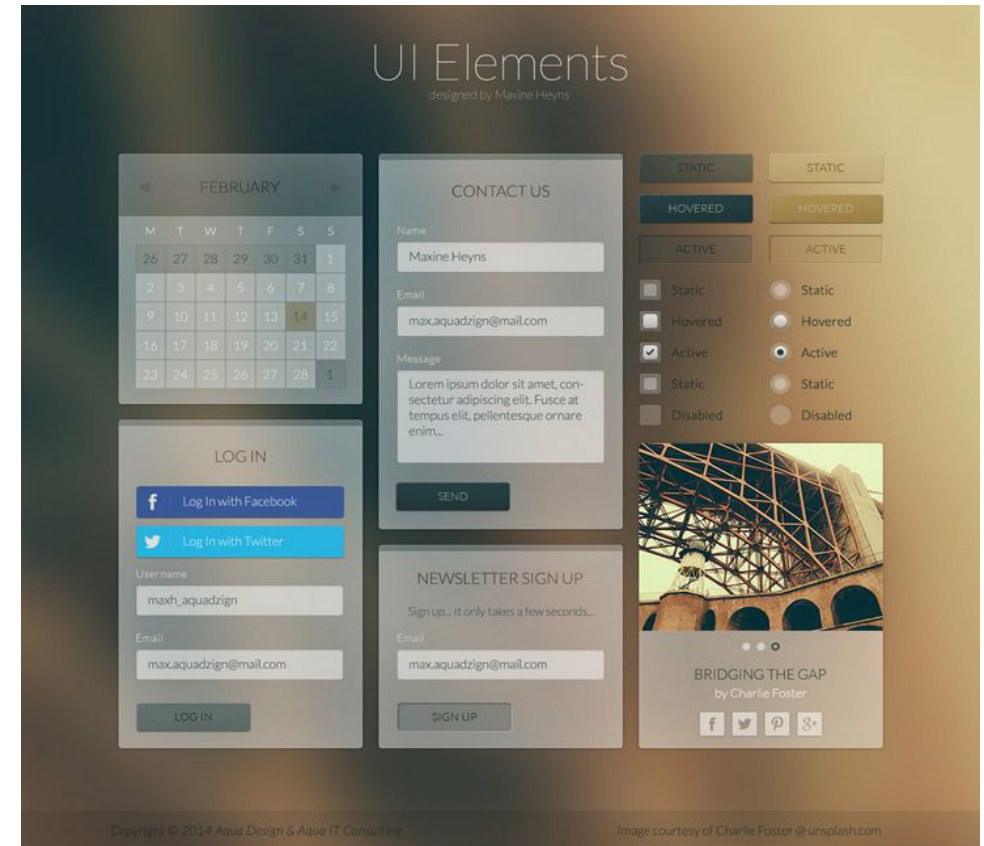 UI Elements
designed by Maxine Heyns
FEBRUARY
M T W T F S S
26 27 28 29 30 31 1
2 3 4 5 6 7 8
9 10 11 12 13 14 15
16 17 18 19 20 21 22
23 24 25 26 27 28 1
LOG IN
f Log In with Facebook
Log In with Twitter
Username
maxh_aquadzign
Email
max.aquadzign@mail.com
LOG IN
CONTACT US
Name
Maxine Heyns
Email
max.aquadzign@mail.com
Message
Lorem ipsum dolor sit amet, con-
sectetur adipiscing elit. Fusce at
tempus elit, pellentesque ornare
enim...
SEND
NEWSLETTER SIGN UP
Sign up... It only takes a few seconds...
Email
max.aquadzign@mail.com
SIGN UP
STATIC STATIC
HOVERED HOVERED
ACTIVE ACTIVE
Static Static
Hovered Hovered
Active Active
Static Static
Disabled Disabled
BRIDGING THE GAP
by Charlie Foster
f 8+
Copyright © 2014 Aqua Design & Aqua IT Consulting
Image courtesy of Charlie Foster @ unsplash.com